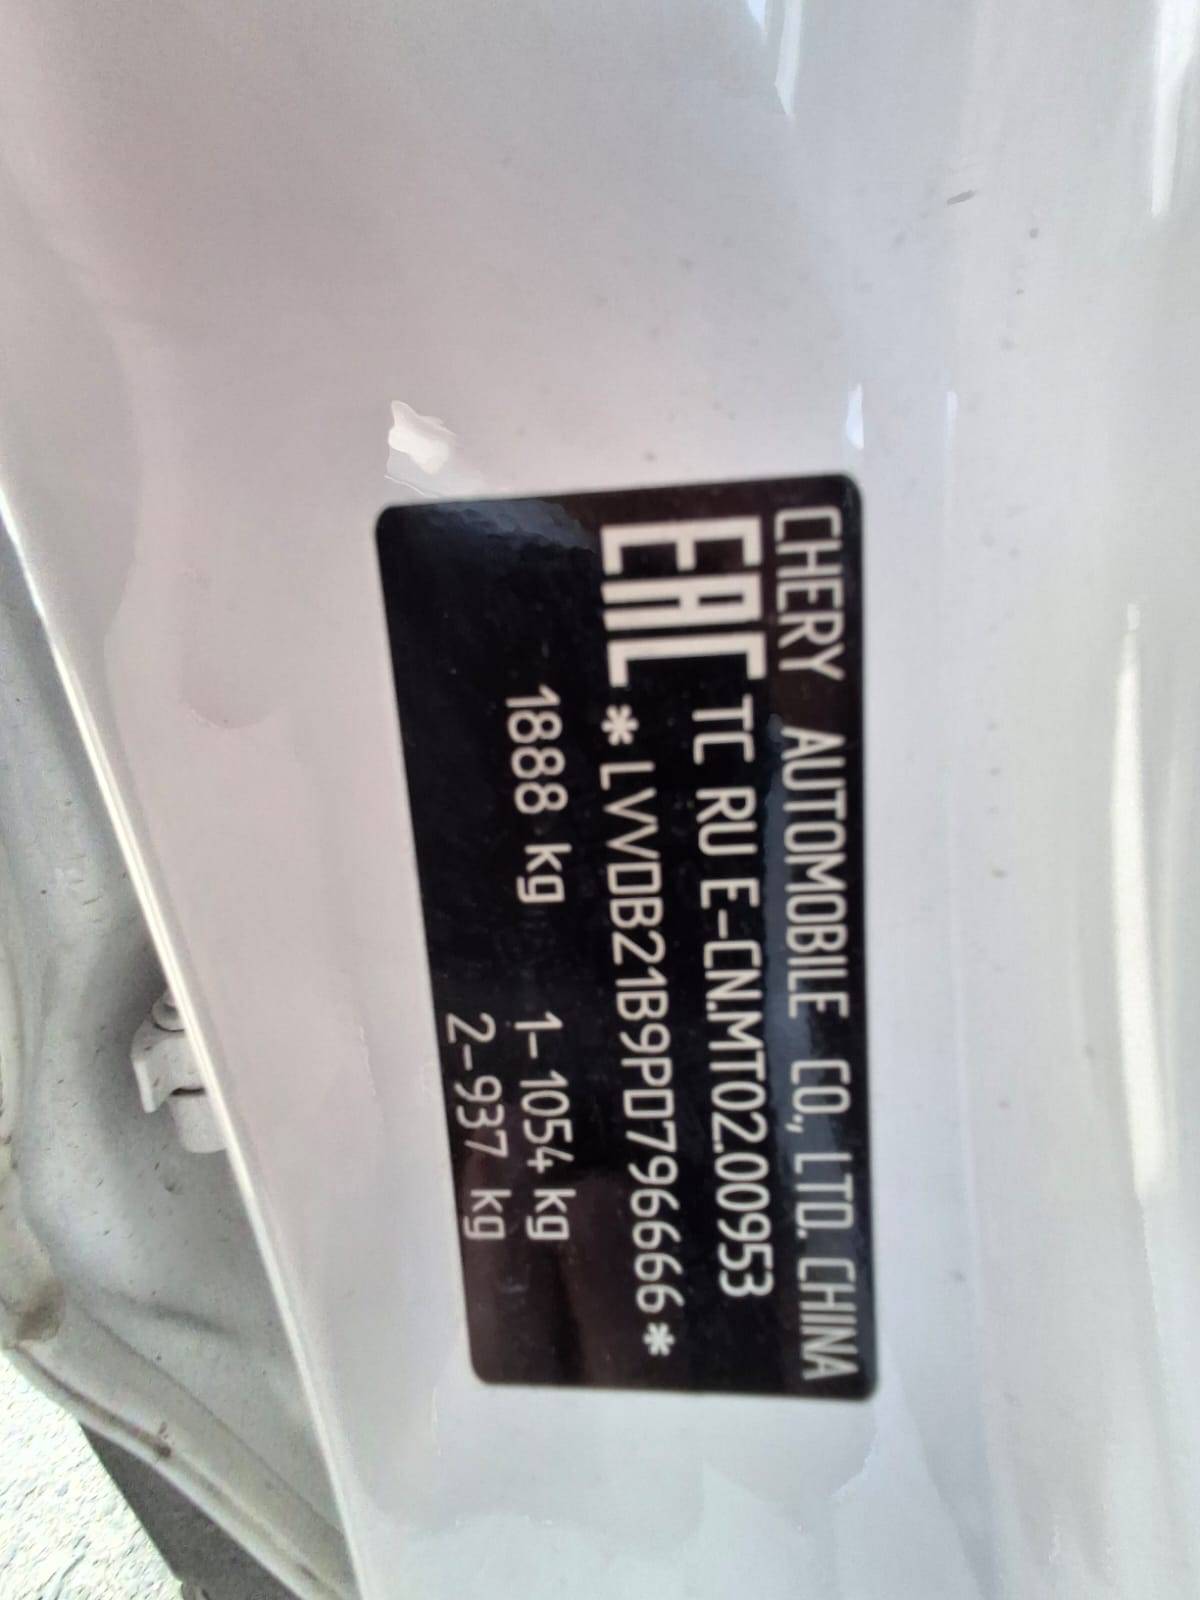 CHERY AUTOMOBILE CO., LTD. CHINA
EAC TC RU E-CN.MT02.00953
*LVVDB21B9PD796666*
1888 kg 1-1054 kg
2-937 kg